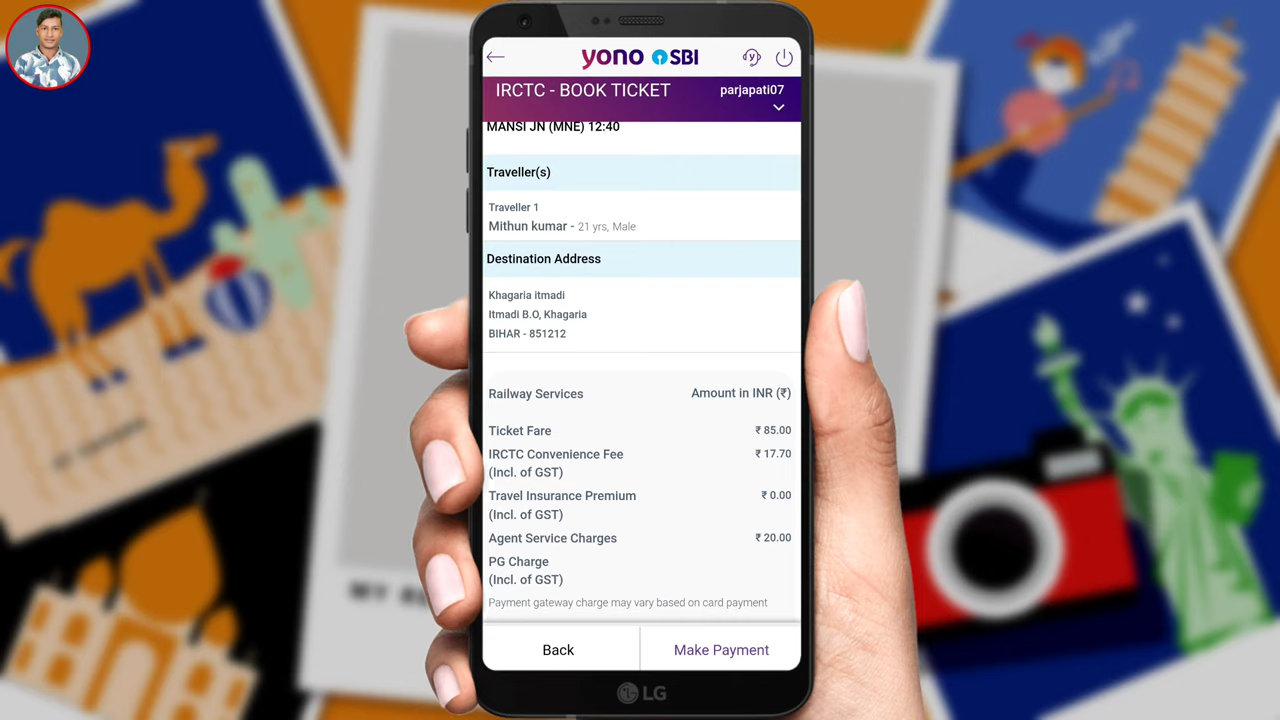 yono SBI
IRCTC - BOOK TICKET
parjapati07
MANSI JN (MNE) 12:40
Traveller(s)
Traveller 1
Mithun kumar - 21 yrs, Male
Destination Address
Khagaria itmadi
Itmadi B.O, Khagaria
BIHAR - 851212
Railway Services Amount in INR (₹)
Ticket Fare ₹ 85.00
IRCTC Convenience Fee ₹ 17.70
(Incl. of GST)
Travel Insurance Premium ₹ 0.00
(Incl. of GST)
Agent Service Charges ₹ 20.00
PG Charge
(Incl. of GST)
Payment gateway charge may vary based on card payment
Back Make Payment
LG
MY